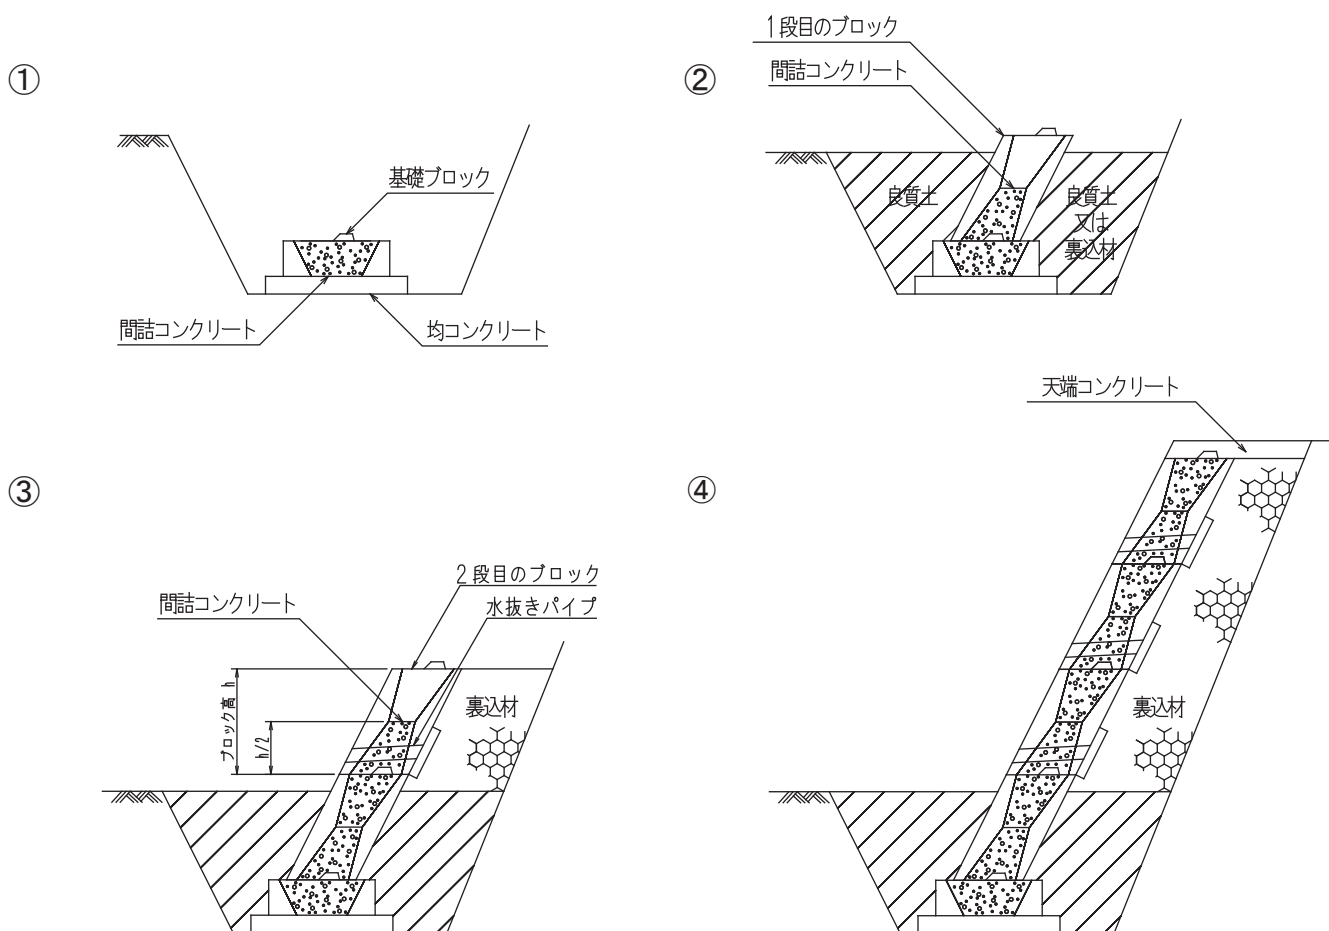 ①
基礎ブロック
間詰コンクリート
均コンクリート
②
1段目のブロック
間詰コンクリート
良質土
良質土
又は
裏込材
③
2段目のブロック
間詰コンクリート
水抜きパイプ
ブロック高 h
h/2
裏込材
④
天端コンクリート
裏込材